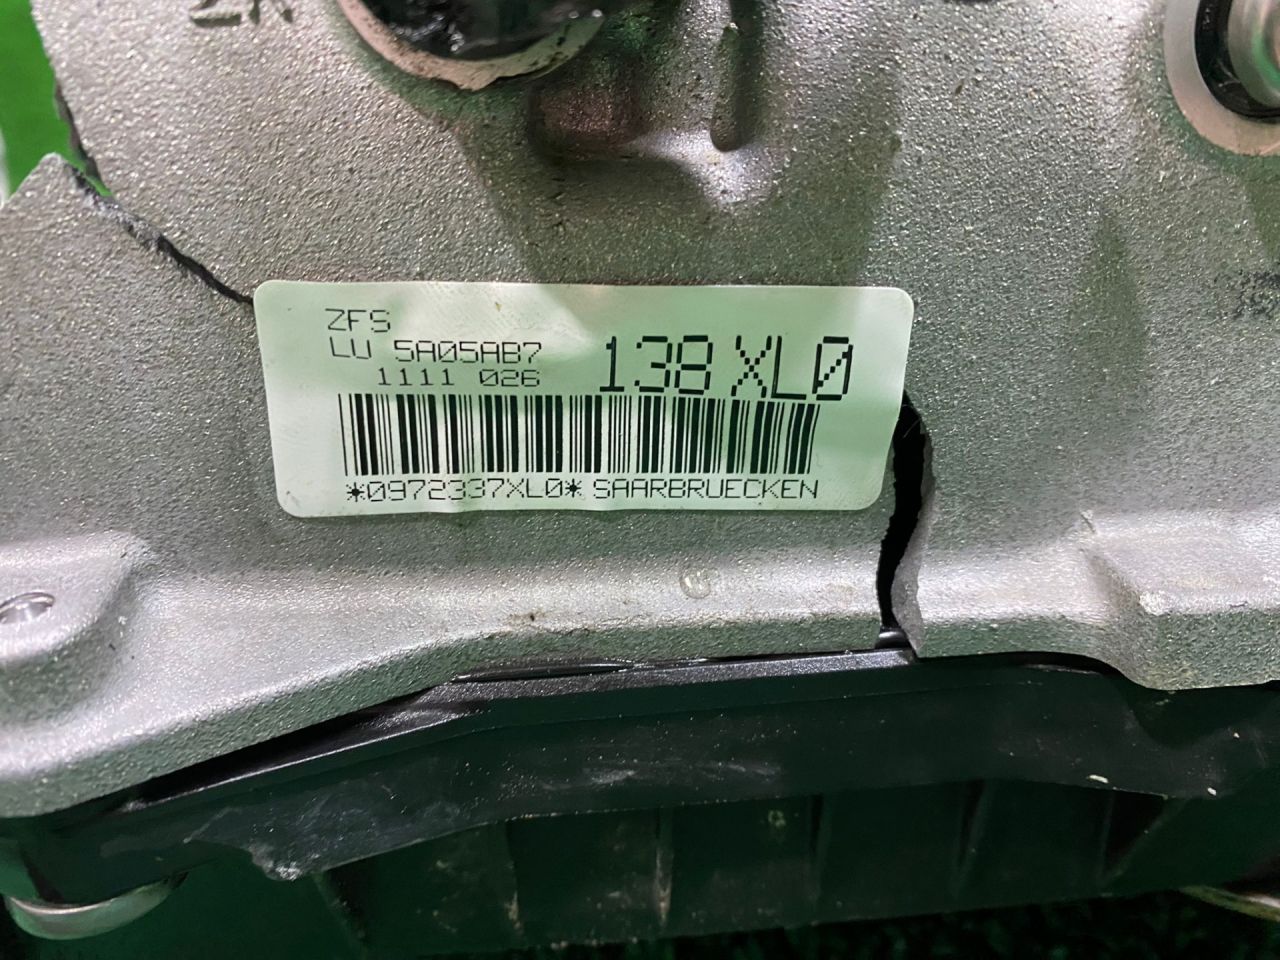 ZFS
LU 5A05AB7
1111 026
138 XL0
*0972337XL0* SAARBRUECKEN